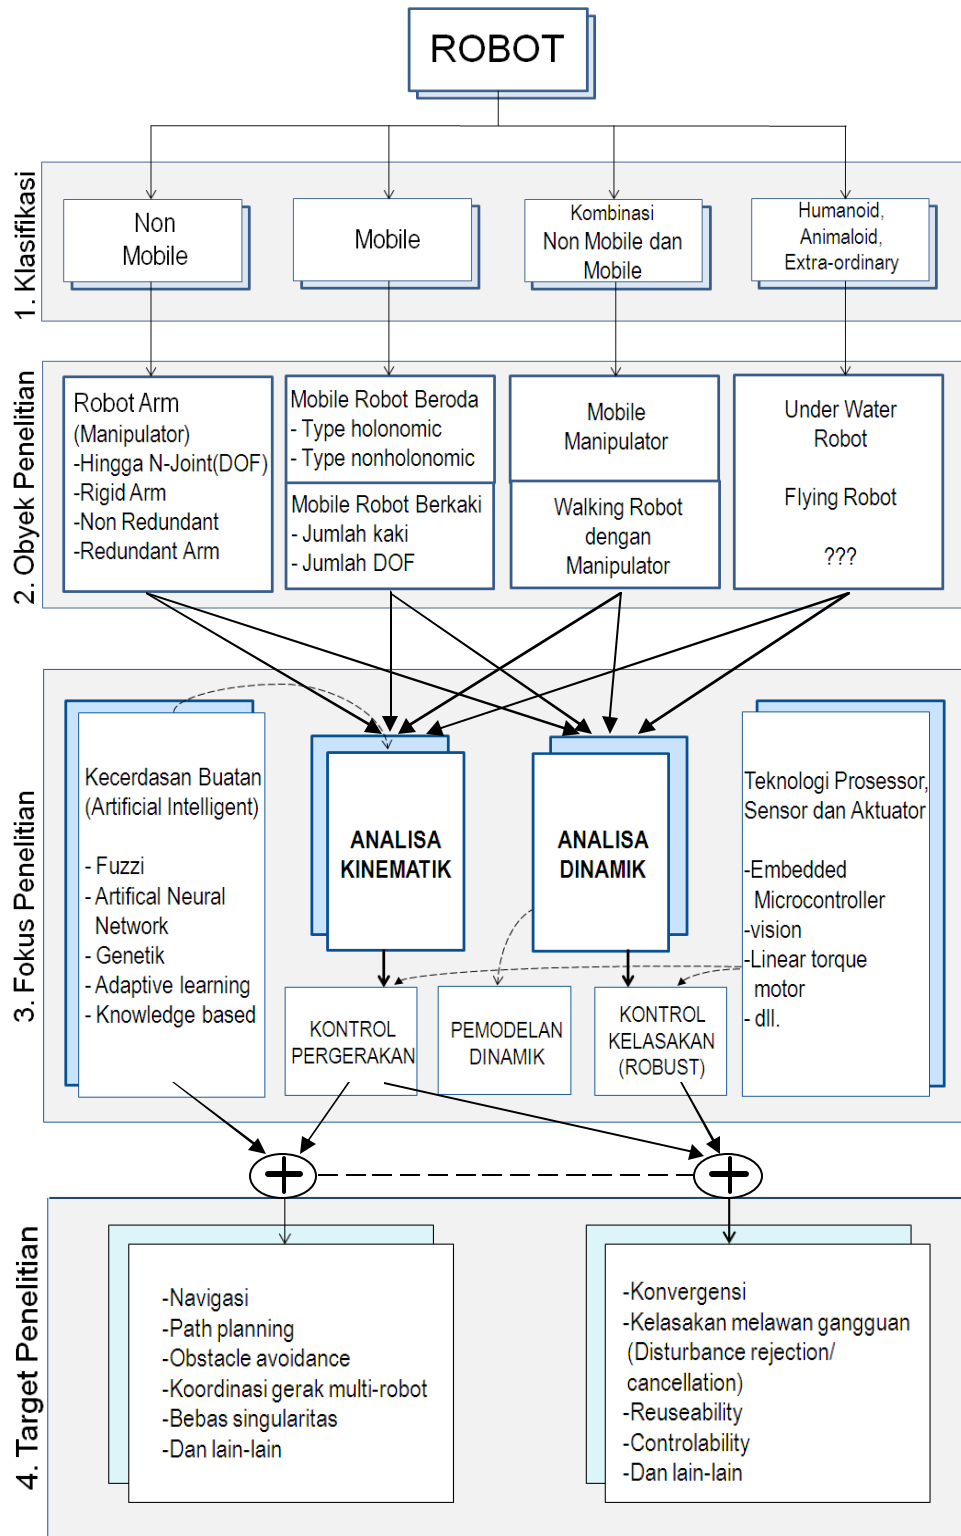 ROBOT
1. Klasifikasi
Non
Mobile
Mobile
Kombinasi
Non Mobile dan
Mobile
Humanoid,
Animaloid,
Extra-ordinary
2. Obyek Penelitian
Robot Arm
(Manipulator)
-Hingga N-Joint(DOF)
-Rigid Arm
-Non Redundant
-Redundant Arm
Mobile Robot Beroda
- Type holonomic
- Type nonholonomic
Mobile Robot Berkaki
- Jumlah kaki
- Jumlah DOF
Mobile
Manipulator
Walking Robot
dengan
Manipulator
Under Water
Robot
Flying Robot
???
3. Fokus Penelitian
Kecerdasan Buatan
(Artificial Intelligent)
- Fuzzi
- Artifical Neural
Network
- Genetik
- Adaptive learning
- Knowledge based
ANALISA
KINEMATIK
ANALISA
DINAMIK
Teknologi Prosessor,
Sensor dan Aktuator
-Embedded
Microcontroller
-vision
-Linear torque
motor
- dll.
KONTROL
PERGERAKAN
PEMODELAN
DINAMIK
KONTROL
KELASAKAN
(ROBUST)
+
+
4. Target Penelitian
-Navigasi
-Path planning
-Obstacle avoidance
-Koordinasi gerak multi-robot
-Bebas singularitas
-Dan lain-lain
-Konvergensi
-Kelasakan melawan gangguan
(Disturbance rejection/
cancellation)
-Reuseability
-Controlability
-Dan lain-lain